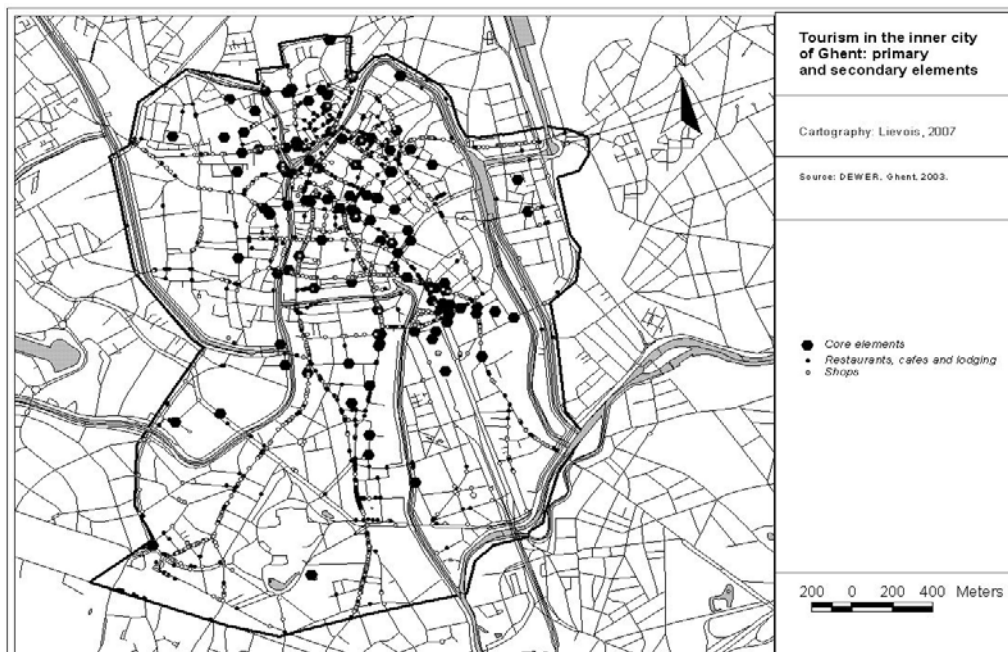 Tourism in the inner city
of Ghent: primary
and secondary elements
N
Cartography: Lievois, 2007
Source: DEWER, Ghent, 2003.
Core elements
Restaurants, cafes and lodging
Shops
200 0 200 400 Meters